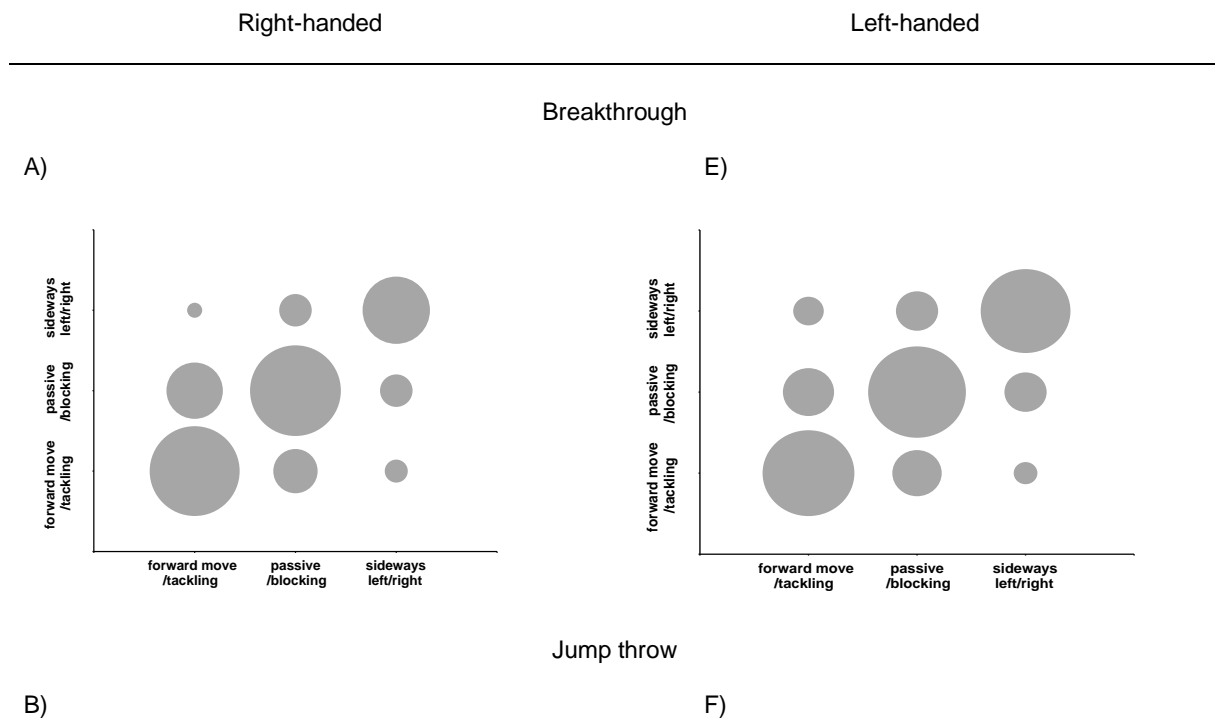 Right-handed
Left-handed
Breakthrough
A)
E)
sideways
left/right
passive
/blocking
forward move
/tackling
forward move
/tackling
passive
/blocking
sideways
left/right
sideways
left/right
passive
/blocking
forward move
/tackling
forward move
/tackling
passive
/blocking
sideways
left/right
Jump throw
B)
F)